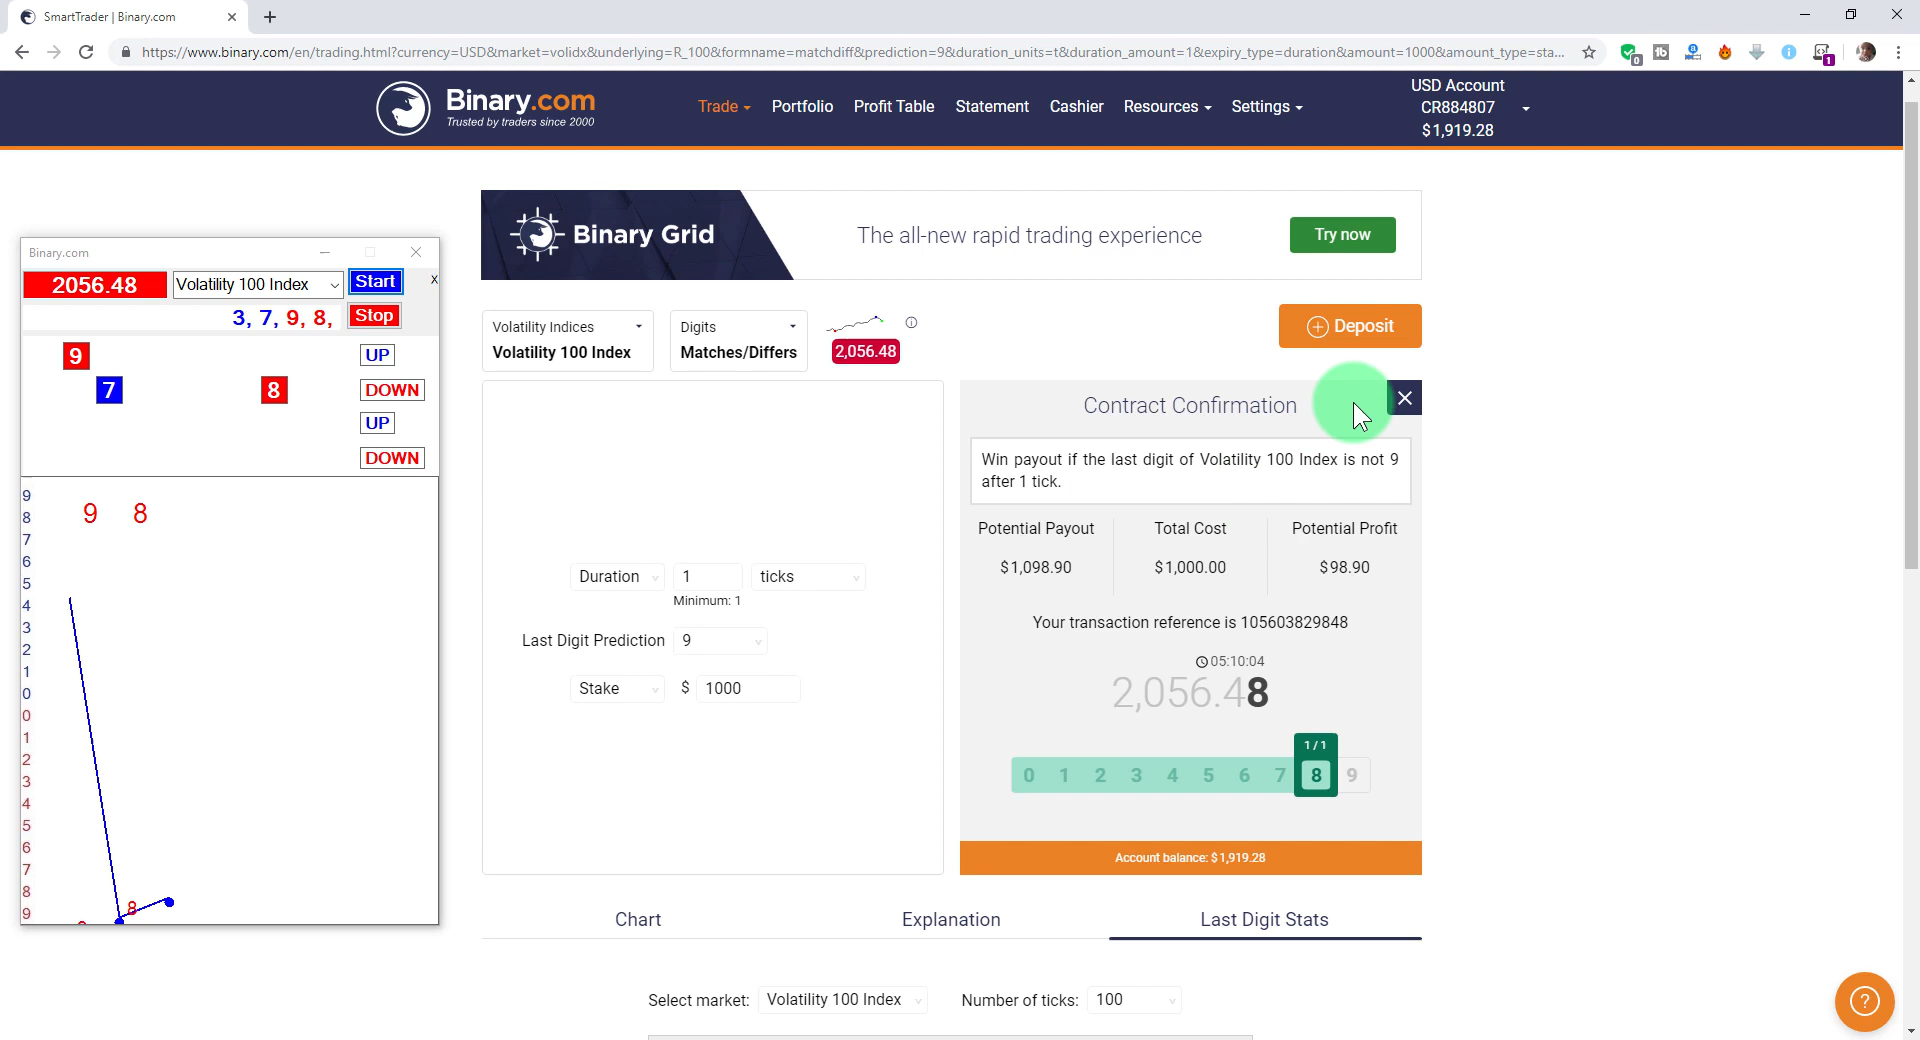 SmartTrader | Binary.com
https://www.binary.com/en/trading.html?currency=USD&market=volidx&underlying=R_100&formname=matchdiff&prediction=9&duration_units=t&duration_amount=1&expiry_type=duration&amount=1000&amount_type=sta...
Binary.com
Trusted by traders since 2000
Trade
Portfolio
Profit Table
Statement
Cashier
Resources
Settings
USD Account
CR884807
$1,919.28
Binary Grid
The all-new rapid trading experience
Try now
Binary.com
2056.48
Volatility 100 Index
Start
X
3, 7, 9, 8,
Stop
9
UP
7
8
DOWN
UP
DOWN
9 8
9
8
7
6
5
4
3
2
1
0
0
1
2
3
4
5
6
7
8
9
8
Volatility Indices
Volatility 100 Index
Digits
Matches/Differs
2,056.48
Deposit
Duration
1
ticks
Minimum: 1
Last Digit Prediction
9
Stake
$
1000
Contract Confirmation
Win payout if the last digit of Volatility 100 Index is not 9
after 1 tick.
Potential Payout
Total Cost
Potential Profit
$1,098.90
$1,000.00
$98.90
Your transaction reference is 105603829848
05:10:04
2,056.48
1 / 1
0 1 2 3 4 5 6 7 8 9
Account balance: $1,919.28
Chart
Explanation
Last Digit Stats
Select market:
Volatility 100 Index
Number of ticks:
100
?